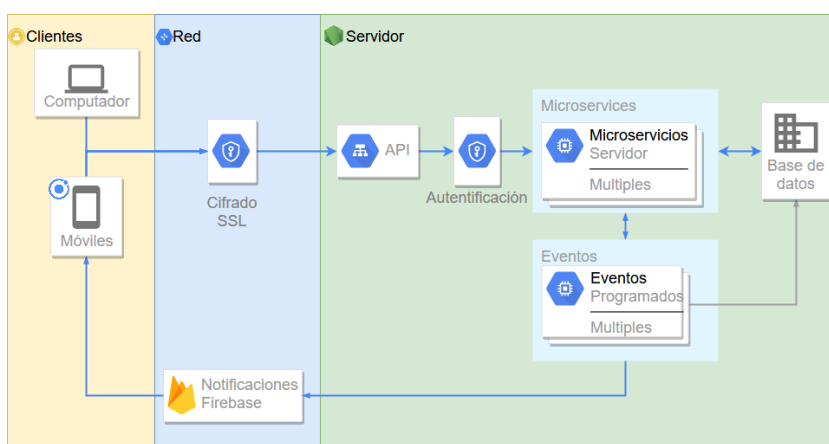 Clientes
Red
Servidor
Computador
Móviles
Cifrado
SSL
API
Autentificación
Microservices
Microservicios
Servidor
Multiples
Base de
datos
Eventos
Eventos
Programados
Multiples
Notificaciones
Firebase